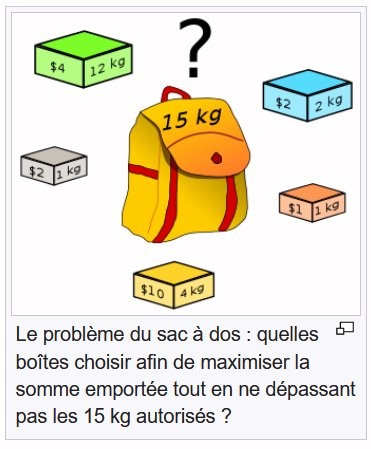 ?
$4 12 kg
15 kg
$2 2 kg
$2 1 kg
$1 1 kg
$10 4 kg
Le problème du sac à dos : quelles
boîtes choisir afin de maximiser la
somme emportée tout en ne dépassant
pas les 15 kg autorisés ?